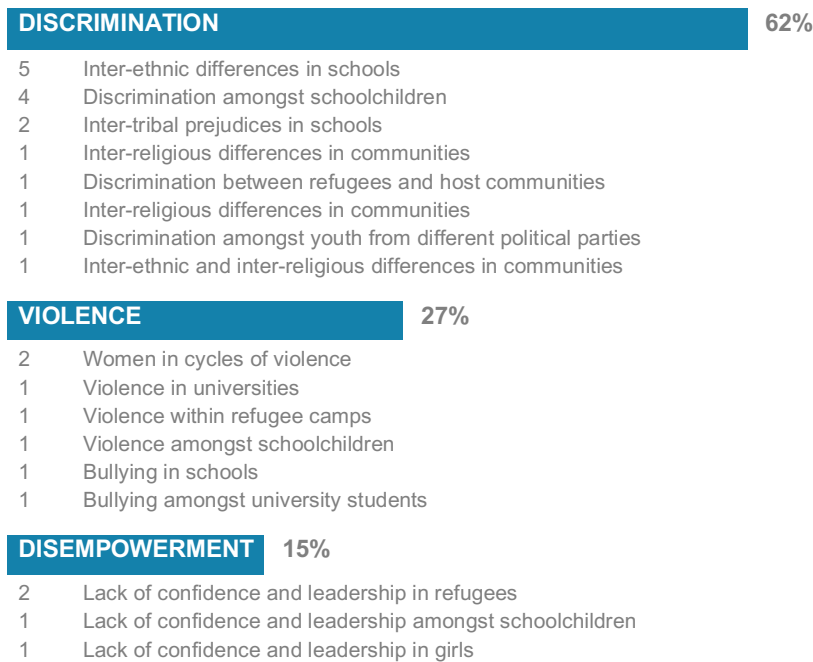 DISCRIMINATION 62%
5 Inter-ethnic differences in schools
4 Discrimination amongst schoolchildren
2 Inter-tribal prejudices in schools
1 Inter-religious differences in communities
1 Discrimination between refugees and host communities
1 Inter-religious differences in communities
1 Discrimination amongst youth from different political parties
1 Inter-ethnic and inter-religious differences in communities
VIOLENCE 27%
2 Women in cycles of violence
1 Violence in universities
1 Violence within refugee camps
1 Violence amongst schoolchildren
1 Bullying in schools
1 Bullying amongst university students
DISEMPOWERMENT 15%
2 Lack of confidence and leadership in refugees
1 Lack of confidence and leadership amongst schoolchildren
1 Lack of confidence and leadership in girls